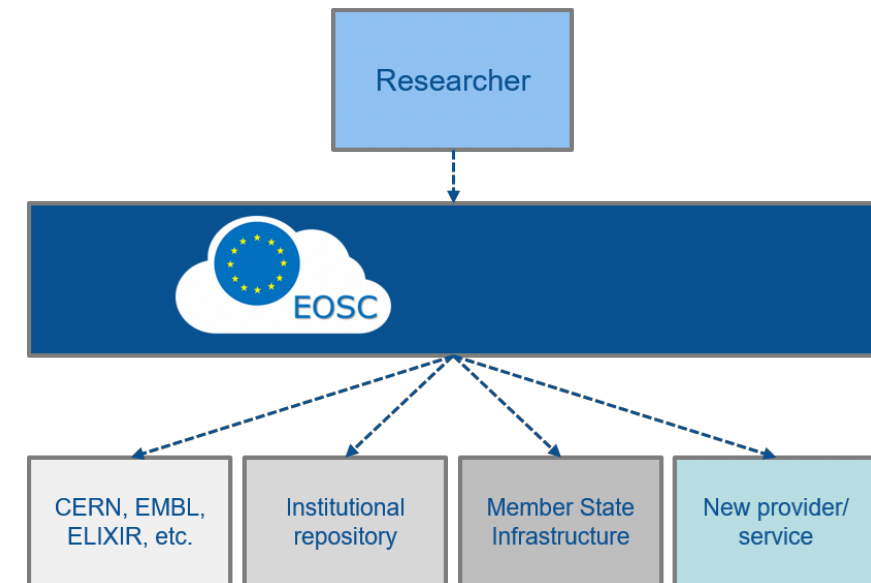 Researcher
EOSC
CERN, EMBL,
ELIXIR, etc.
Institutional
repository
Member State
Infrastructure
New provider/
service